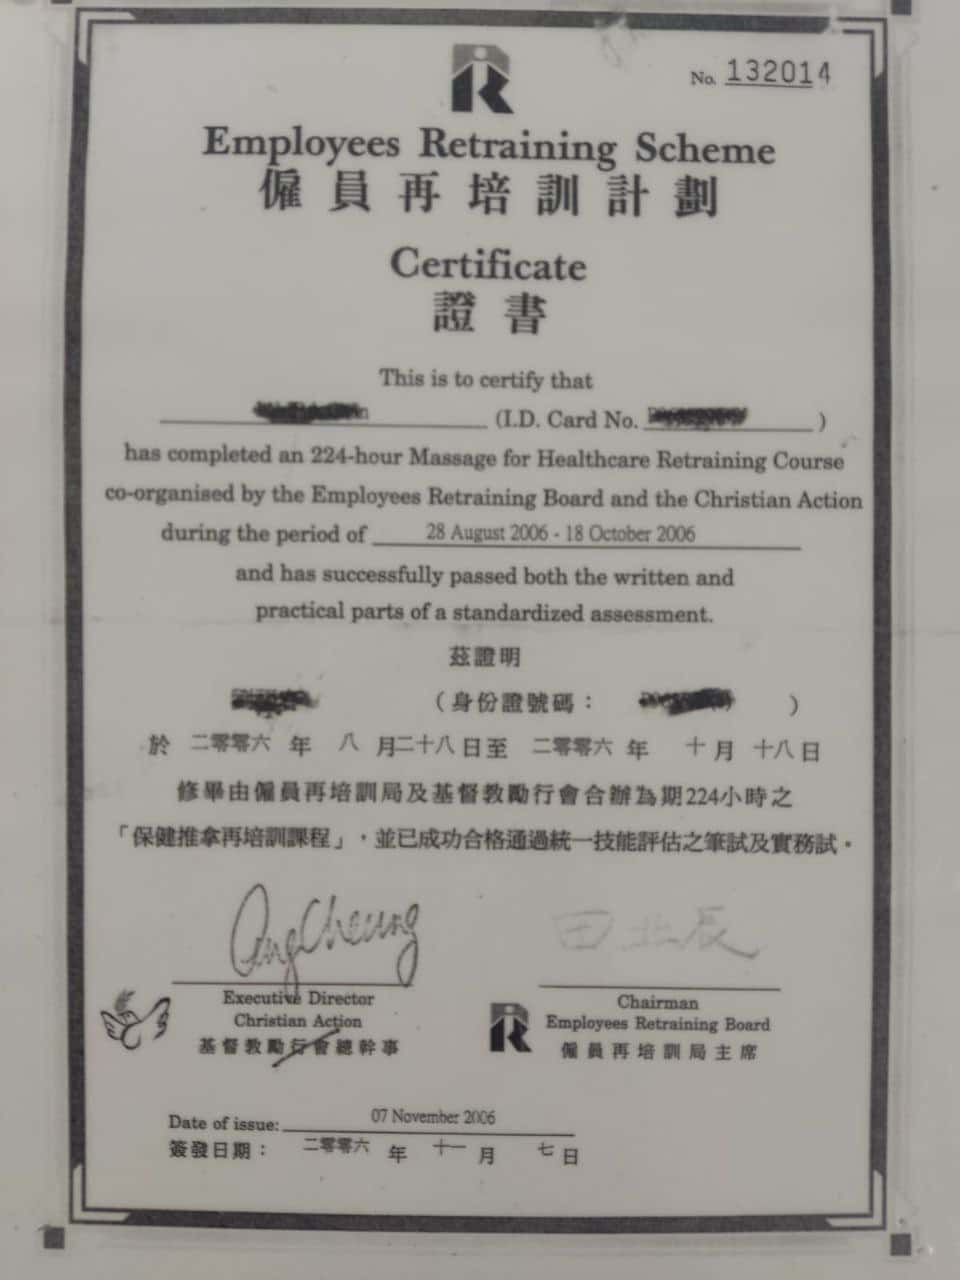 No. 132014
Employees Retraining Scheme
僱員再培訓計劃
Certificate
證書
This is to certify that
(I.D. Card No. )
has completed an 224-hour Massage for Healthcare Retraining Course
co-organised by the Employees Retraining Board and the Christian Action
during the period of 28 August 2006 - 18 October 2006
and has successfully passed both the written and
practical parts of a standardized assessment.
茲證明
（身份證號碼： ）
於 二零零六 年 八 月二十八日至 二零零六 年 十 月 十八 日
修畢由僱員再培訓局及基督教勵行會合辦為期224小時之
「保健推拿再培訓課程」，並已成功合格通過統一技能評估之筆試及實務試。
Ang Cheung
田北辰
Executive Director
Christian Action
基督教勵行會總幹事
Chairman
Employees Retraining Board
僱員再培訓局主席
Date of issue: 07 November 2006
簽發日期： 二零零六 年 十一 月 七 日